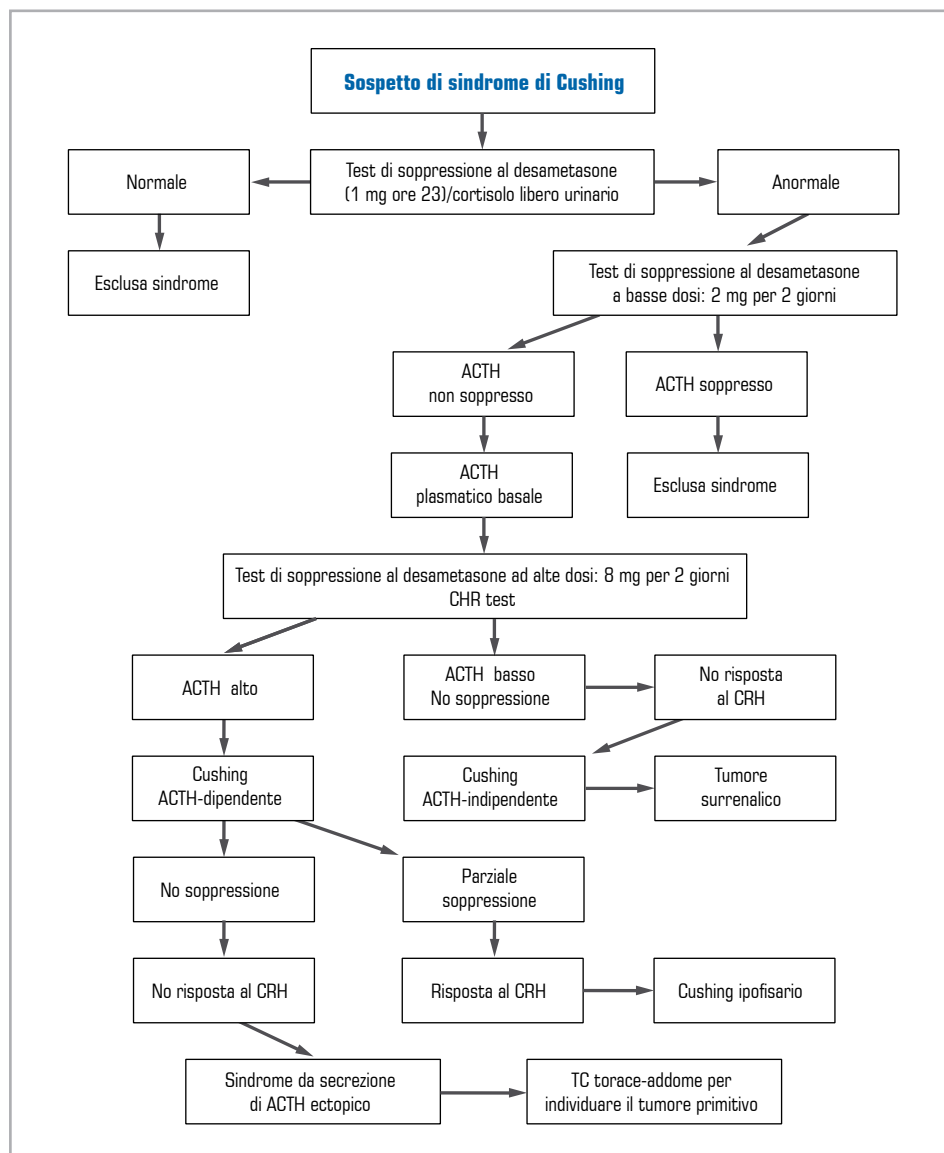 Sospetto di sindrome di Cushing
Normale
Test di soppressione al desametasone
(1 mg ore 23)/cortisolo libero urinario
Anormale
Esclusa sindrome
Test di soppressione al desametasone
a basse dosi: 2 mg per 2 giorni
ACTH
non soppresso
ACTH soppresso
ACTH
plasmatico basale
Esclusa sindrome
Test di soppressione al desametasone ad alte dosi: 8 mg per 2 giorni
CHR test
ACTH alto
ACTH basso
No soppressione
No risposta
al CRH
Cushing
ACTH-dipendente
Cushing
ACTH-indipendente
Tumore
surrenalico
No soppressione
Parziale
soppressione
No risposta al CRH
Risposta al CRH
Cushing ipofisario
Sindrome da secrezione
di ACTH ectopico
TC torace-addome per
individuare il tumore primitivo